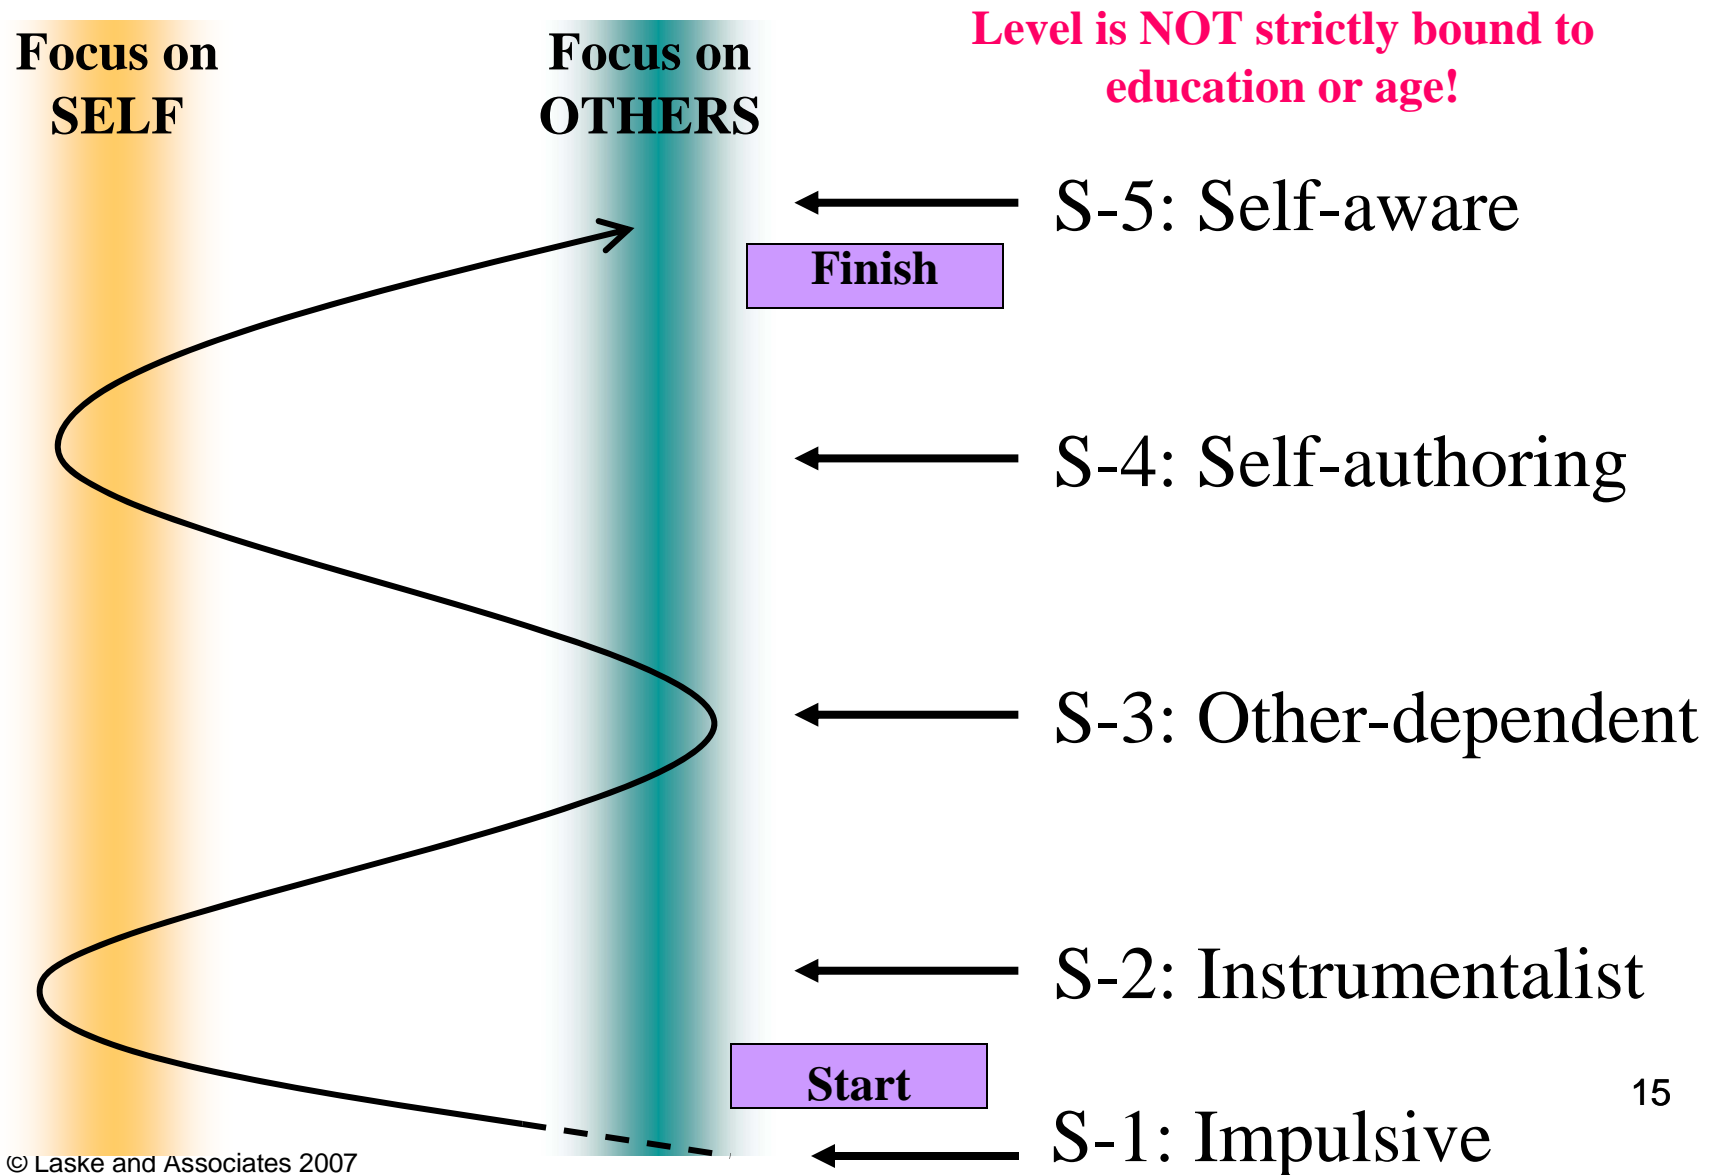 Focus on
SELF
Focus on
OTHERS
Level is NOT strictly bound to
education or age!
S-5: Self-aware
Finish
S-4: Self-authoring
S-3: Other-dependent
S-2: Instrumentalist
Start
15
S-1: Impulsive
© Laske and Associates 2007